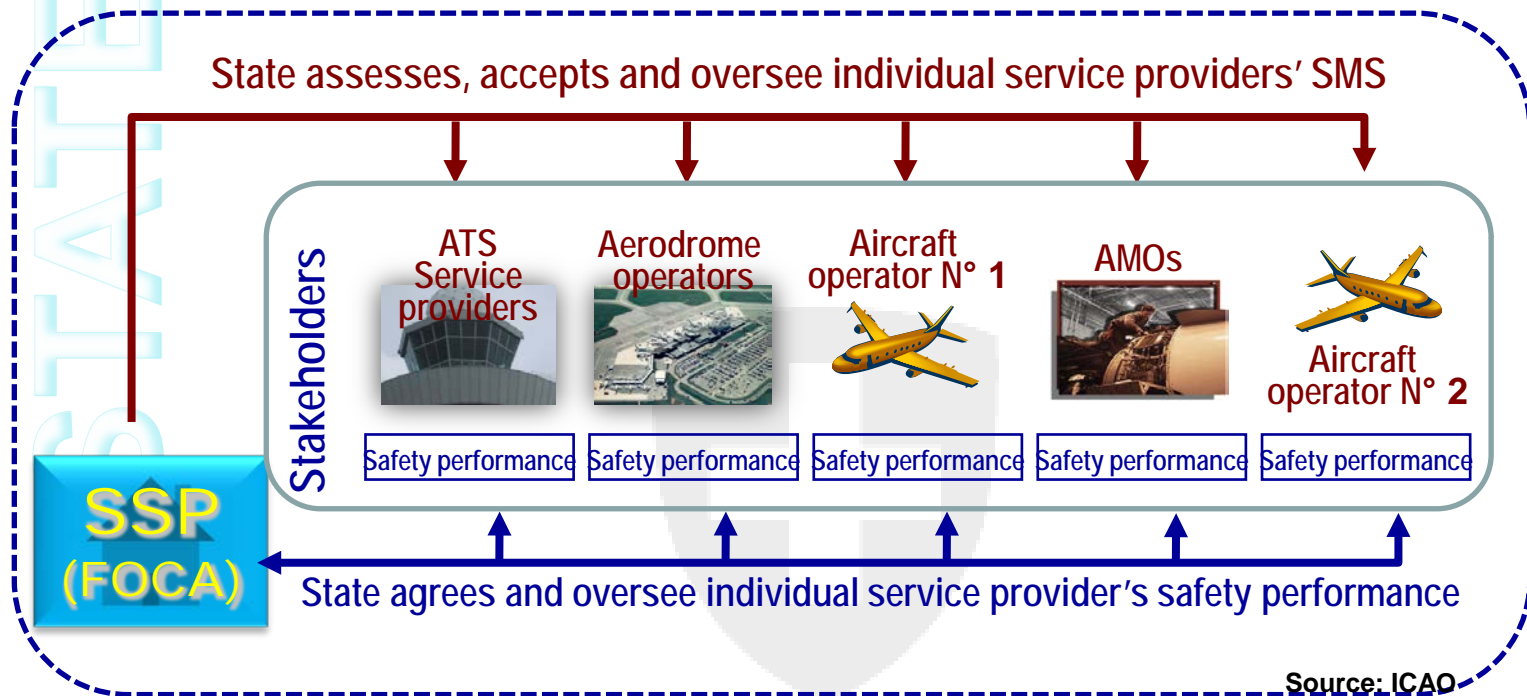 STATE
State assesses, accepts and oversee individual service providers’ SMS
Stakeholders
ATS
Service
providers
Aerodrome
operators
Aircraft
operator N° 1
AMOs
Aircraft
operator N° 2
Safety performance
Safety performance
Safety performance
Safety performance
Safety performance
SSP
(FOCA)
State agrees and oversee individual service provider’s safety performance
Source: ICAO